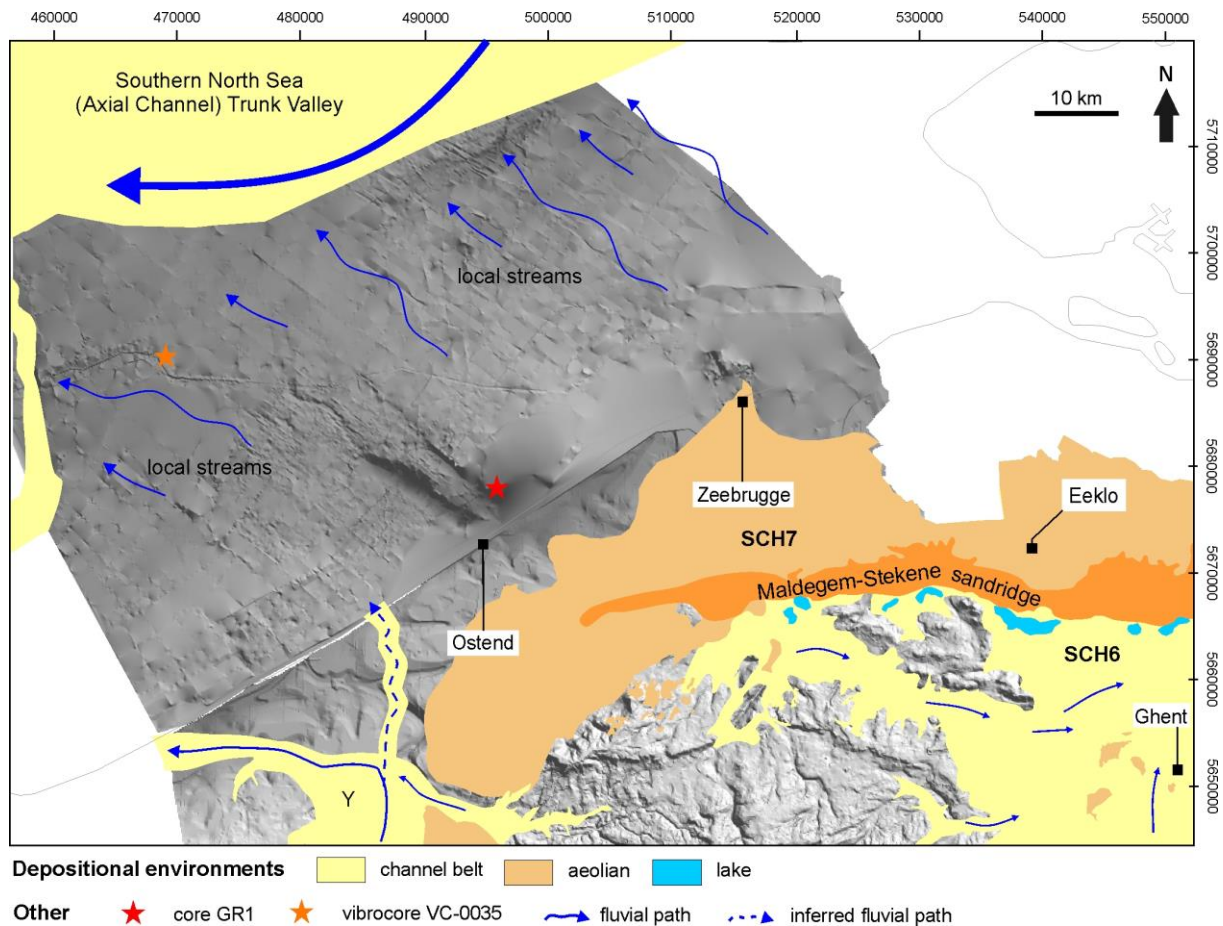 460000 470000 480000 490000 500000 510000 520000 530000 540000 550000
Southern North Sea
(Axial Channel) Trunk Valley
10 km
N
5710000
5700000
5690000
5680000
5670000
5660000
5650000
local streams
local streams
Zeebrugge
Eeklo
SCH7
Maldegem-Stekene sandridge
Ostend
SCH6
Ghent
Y
Depositional environments channel belt aeolian lake
Other core GR1 vibrocore VC-0035 fluvial path inferred fluvial path